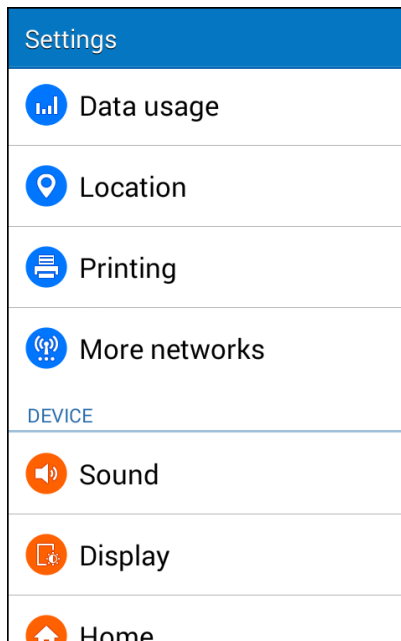 Settings
Data usage
Location
Printing
More networks
DEVICE
Sound
Display
Home